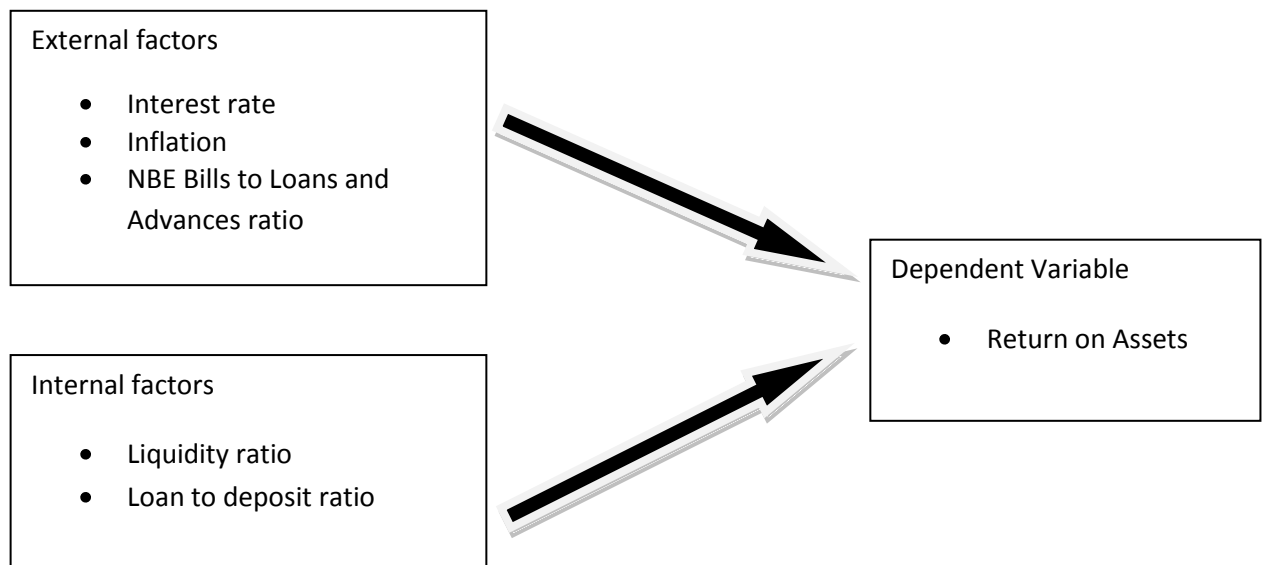 External factors
• Interest rate
• Inflation
• NBE Bills to Loans and
Advances ratio
Internal factors
• Liquidity ratio
• Loan to deposit ratio
Dependent Variable
• Return on Assets